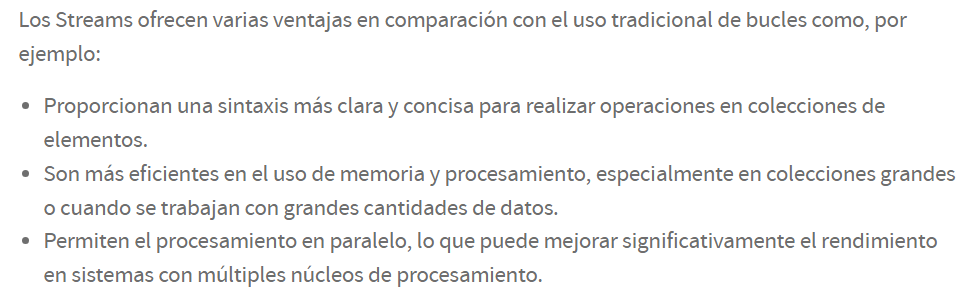 Los Streams ofrecen varias ventajas en comparación con el uso tradicional de bucles como, por
ejemplo:
• Proporcionan una sintaxis más clara y concisa para realizar operaciones en colecciones de
elementos.
• Son más eficientes en el uso de memoria y procesamiento, especialmente en colecciones grandes
o cuando se trabajan con grandes cantidades de datos.
• Permiten el procesamiento en paralelo, lo que puede mejorar significativamente el rendimiento
en sistemas con múltiples núcleos de procesamiento.